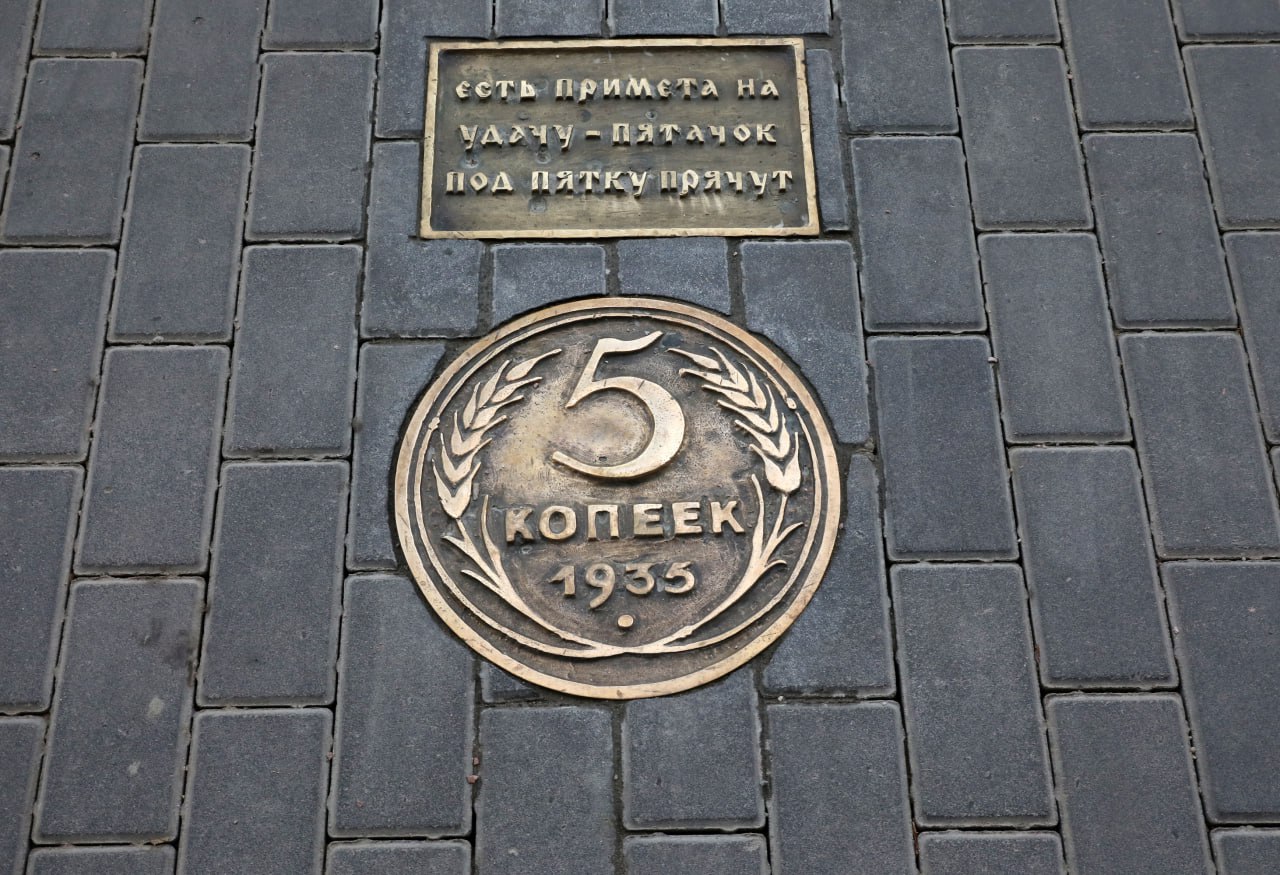 есть примета на
удачу - пятачок
под пятку прячут
5
КОПЕЕК
1935